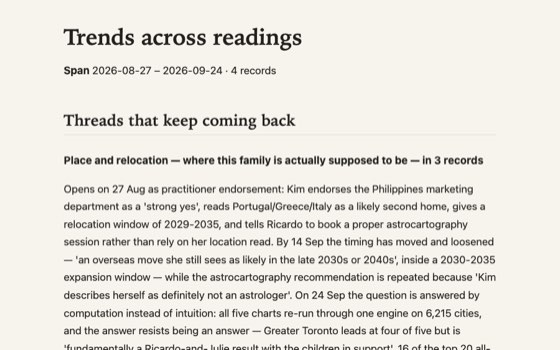 Trends across readings
Span 2026-08-27 – 2026-09-24 · 4 records
Threads that keep coming back
Place and relocation — where this family is actually supposed to be — in 3 records
Opens on 27 Aug as practitioner endorsement: Kim endorses the Philippines marketing
department as a 'strong yes', reads Portugal/Greece/Italy as a likely second home, gives a
relocation window of 2029-2035, and tells Ricardo to book a proper astrocartography
session rather than rely on her location read. By 14 Sep the timing has moved and loosened
— 'an overseas move she still sees as likely in the late 2030s or 2040s', inside a 2030-2035
expansion window — while the astrocartography recommendation is repeated because 'Kim
describes herself as definitely not an astrologer'. On 24 Sep the question is answered by
computation instead of intuition: all five charts re-run through one engine on 6,215 cities,
and the answer resists being an answer — Greater Toronto leads at four of five but is
'fundamentally a Ricardo-and-Julie result with the children in support', 16 of the top 20 all-